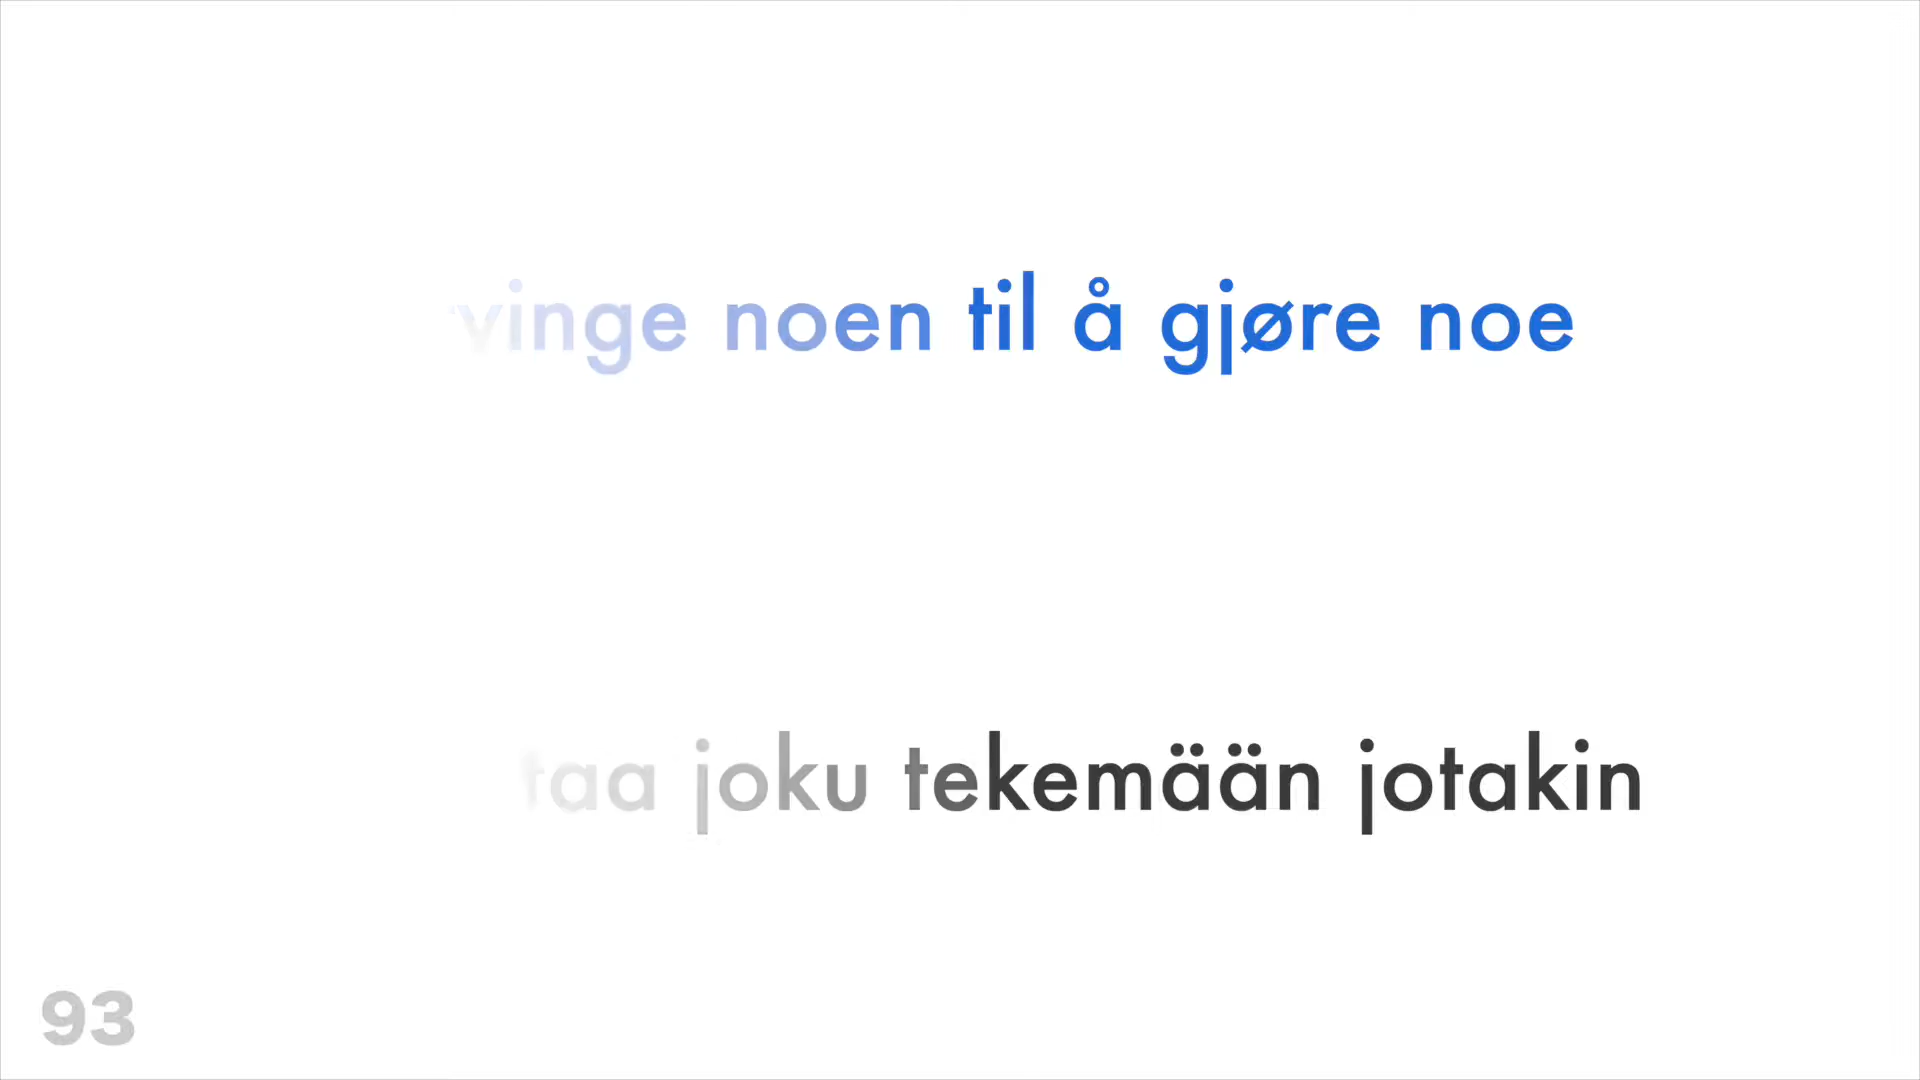 vinge noen til å gjøre noe
taa joku tekemään jotakin
93